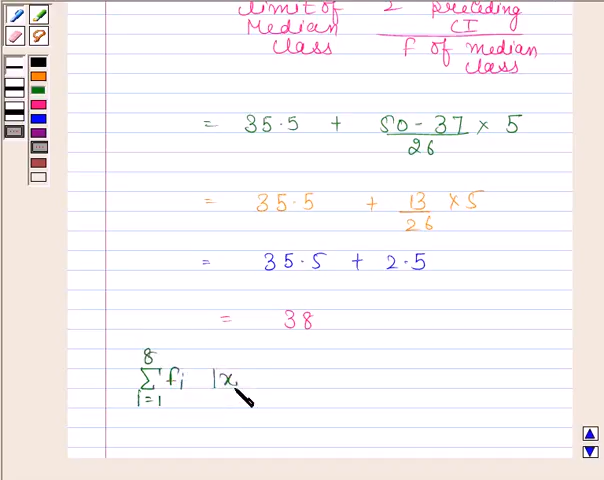 limit of 2 preceding
Median CI
class f of median
class
= 35.5 + 50 - 37 × 5
26
= 35.5 + 13 × 5
26
= 35.5 + 2.5
= 38
8
Σ fi |x
i=1